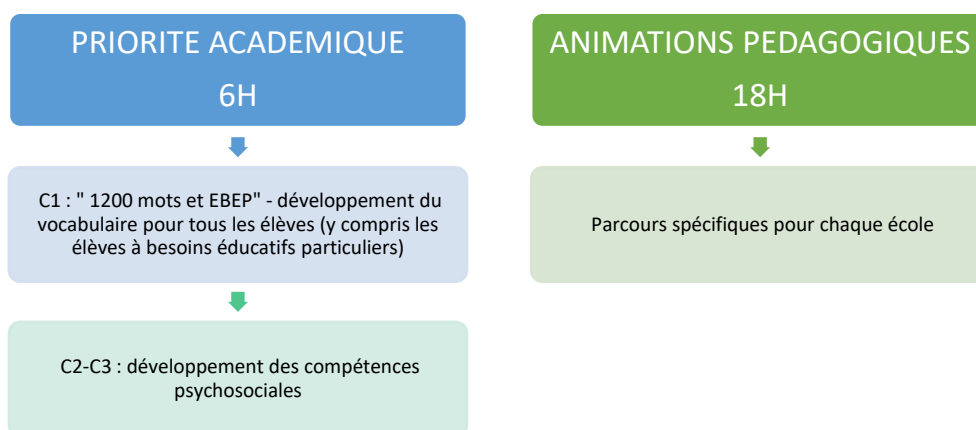 PRIORITE ACADEMIQUE
6H
C1 : " 1200 mots et EBEP" - développement du
vocabulaire pour tous les élèves (y compris les
élèves à besoins éducatifs particuliers)
C2-C3 : développement des compétences
psychosociales
ANIMATIONS PEDAGOGIQUES
18H
Parcours spécifiques pour chaque école